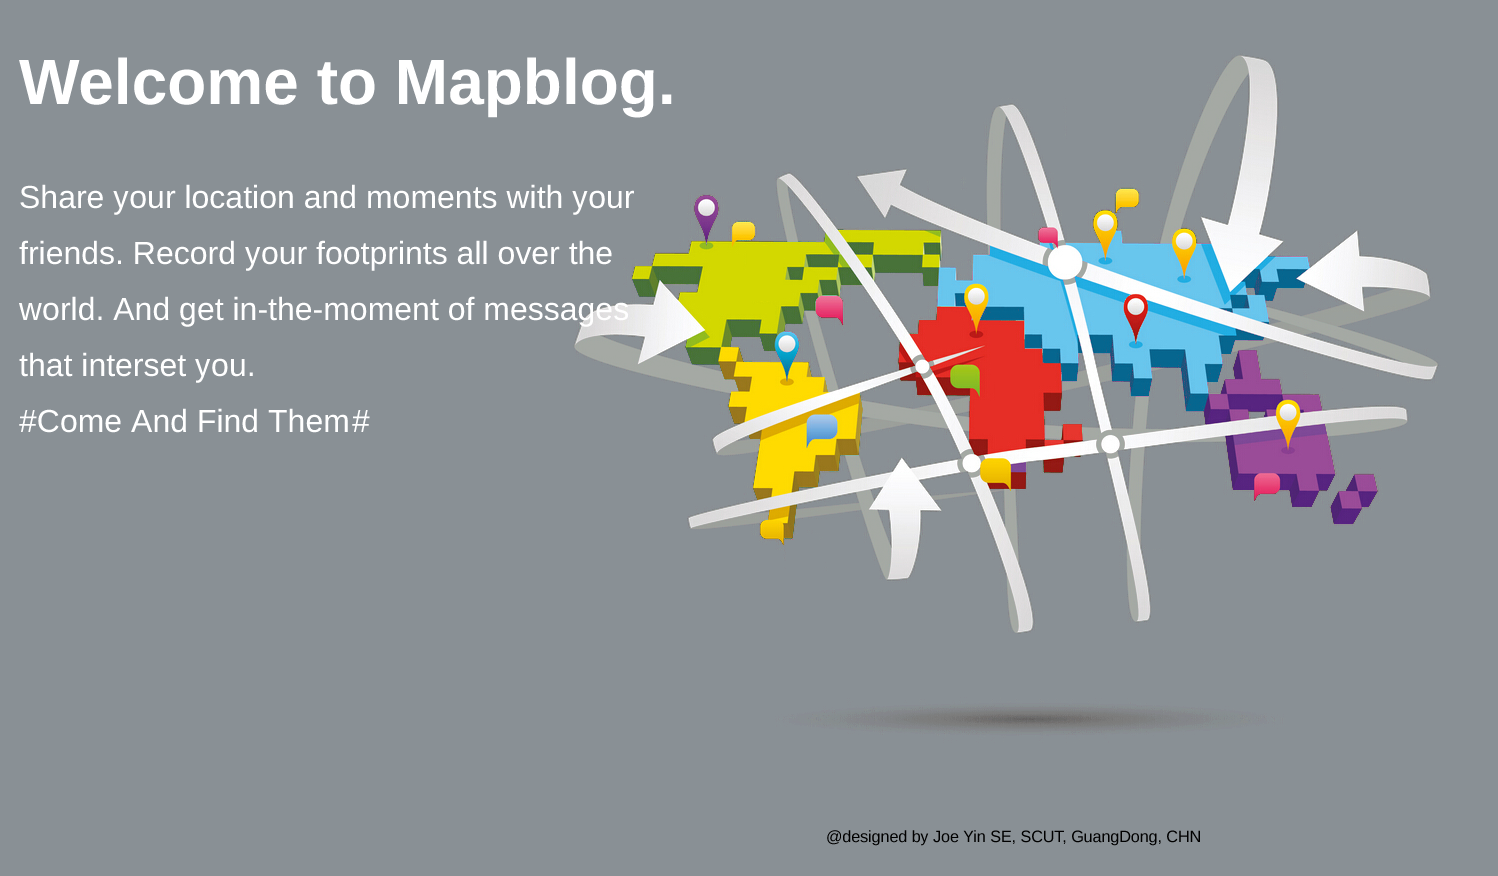 Welcome to Mapblog.
Share your location and moments with your
friends. Record your footprints all over the
world. And get in-the-moment of messages
that interset you.
#Come And Find Them#
@designed by Joe Yin SE, SCUT, GuangDong, CHN